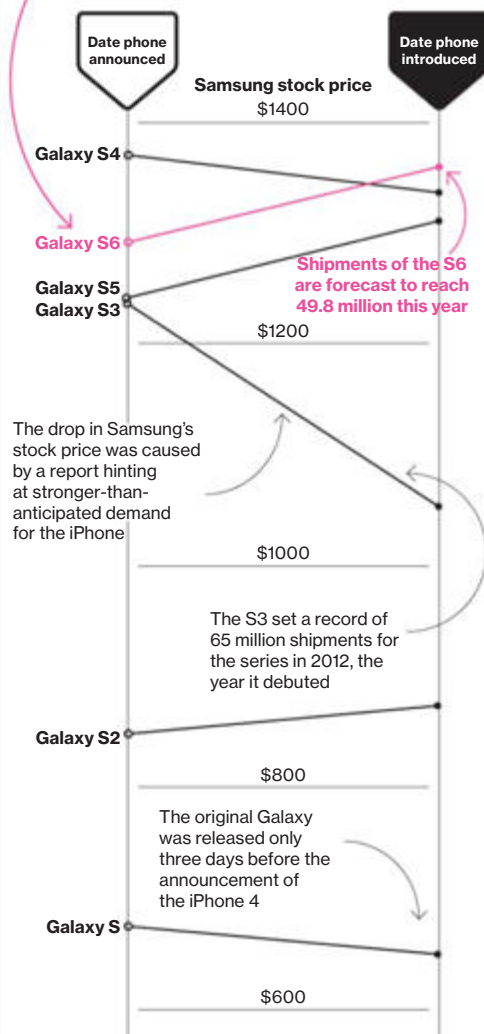 Date phone
announced
Date phone
introduced
Samsung stock price
$1400
Galaxy S4
Galaxy S6
Shipments of the S6
are forecast to reach
49.8 million this year
Galaxy S5
Galaxy S3
$1200
The drop in Samsung's
stock price was caused
by a report hinting
at stronger-than-
anticipated demand
for the iPhone
$1000
The S3 set a record of
65 million shipments for
the series in 2012, the
year it debuted
Galaxy S2
$800
The original Galaxy
was released only
three days before the
announcement of
the iPhone 4
Galaxy S
$600